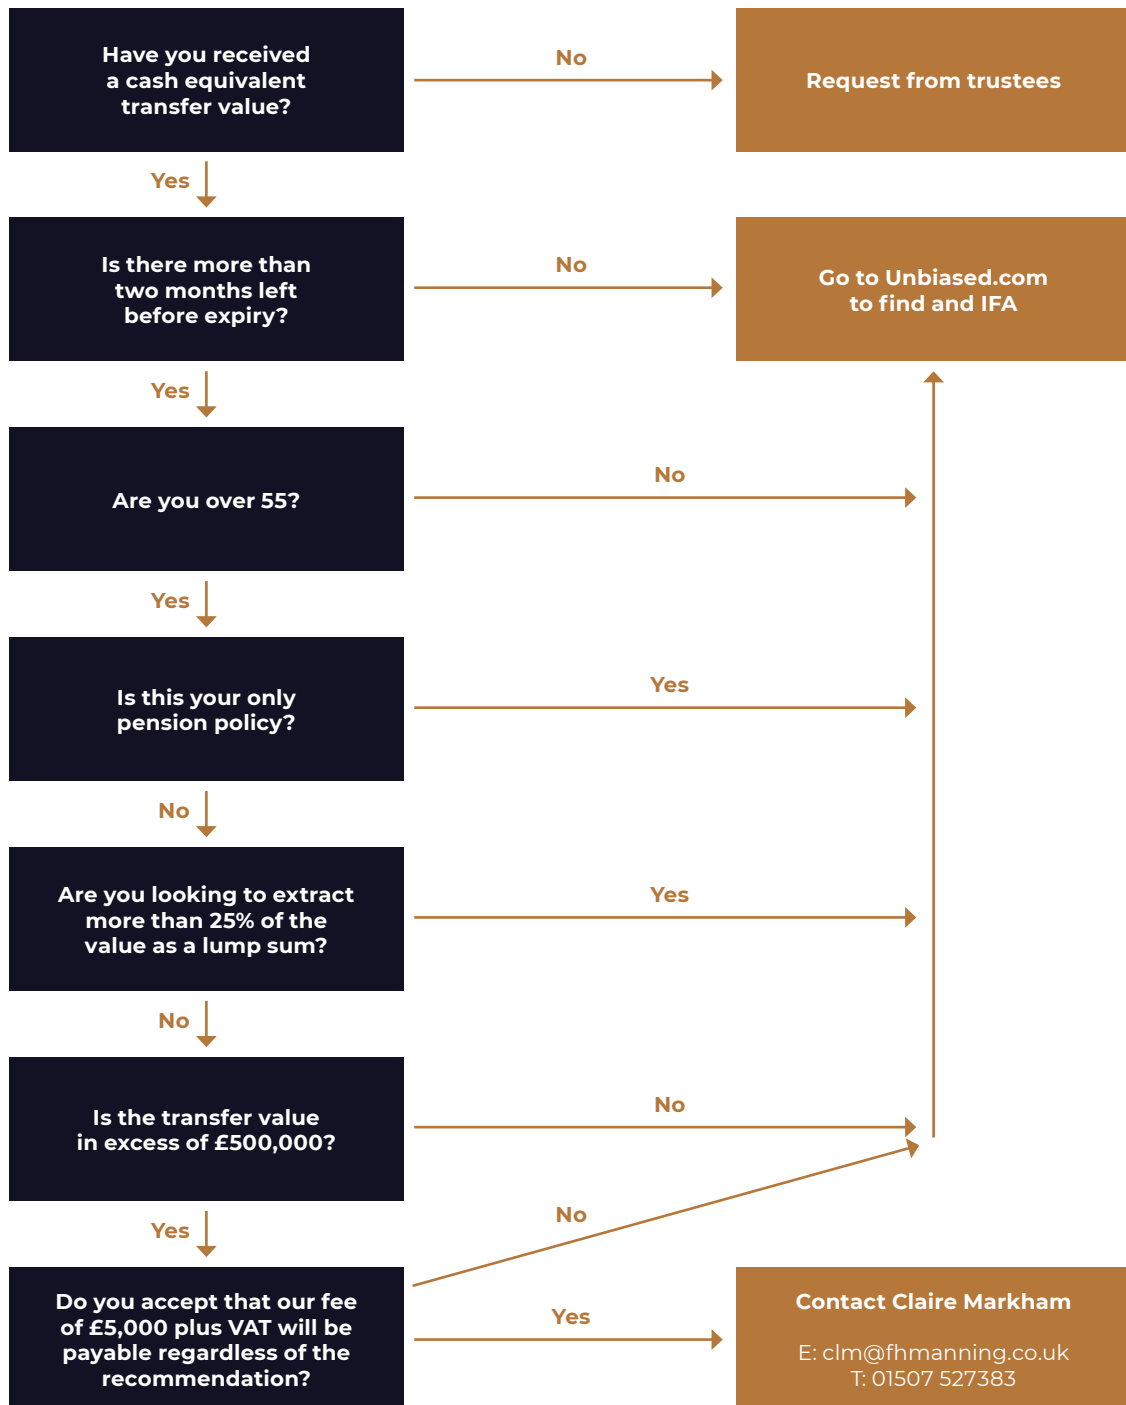 Have you received
a cash equivalent
transfer value?
No
Request from trustees
Yes
Is there more than
two months left
before expiry?
No
Go to Unbiased.com
to find and IFA
Yes
Are you over 55?
No
Yes
Is this your only
pension policy?
Yes
No
Are you looking to extract
more than 25% of the
value as a lump sum?
Yes
No
Is the transfer value
in excess of £500,000?
No
Yes
No
Do you accept that our fee
of £5,000 plus VAT will be
payable regardless of the
recommendation?
Yes
Contact Claire Markham
E: clm@fhmanning.co.uk
T: 01507 527383